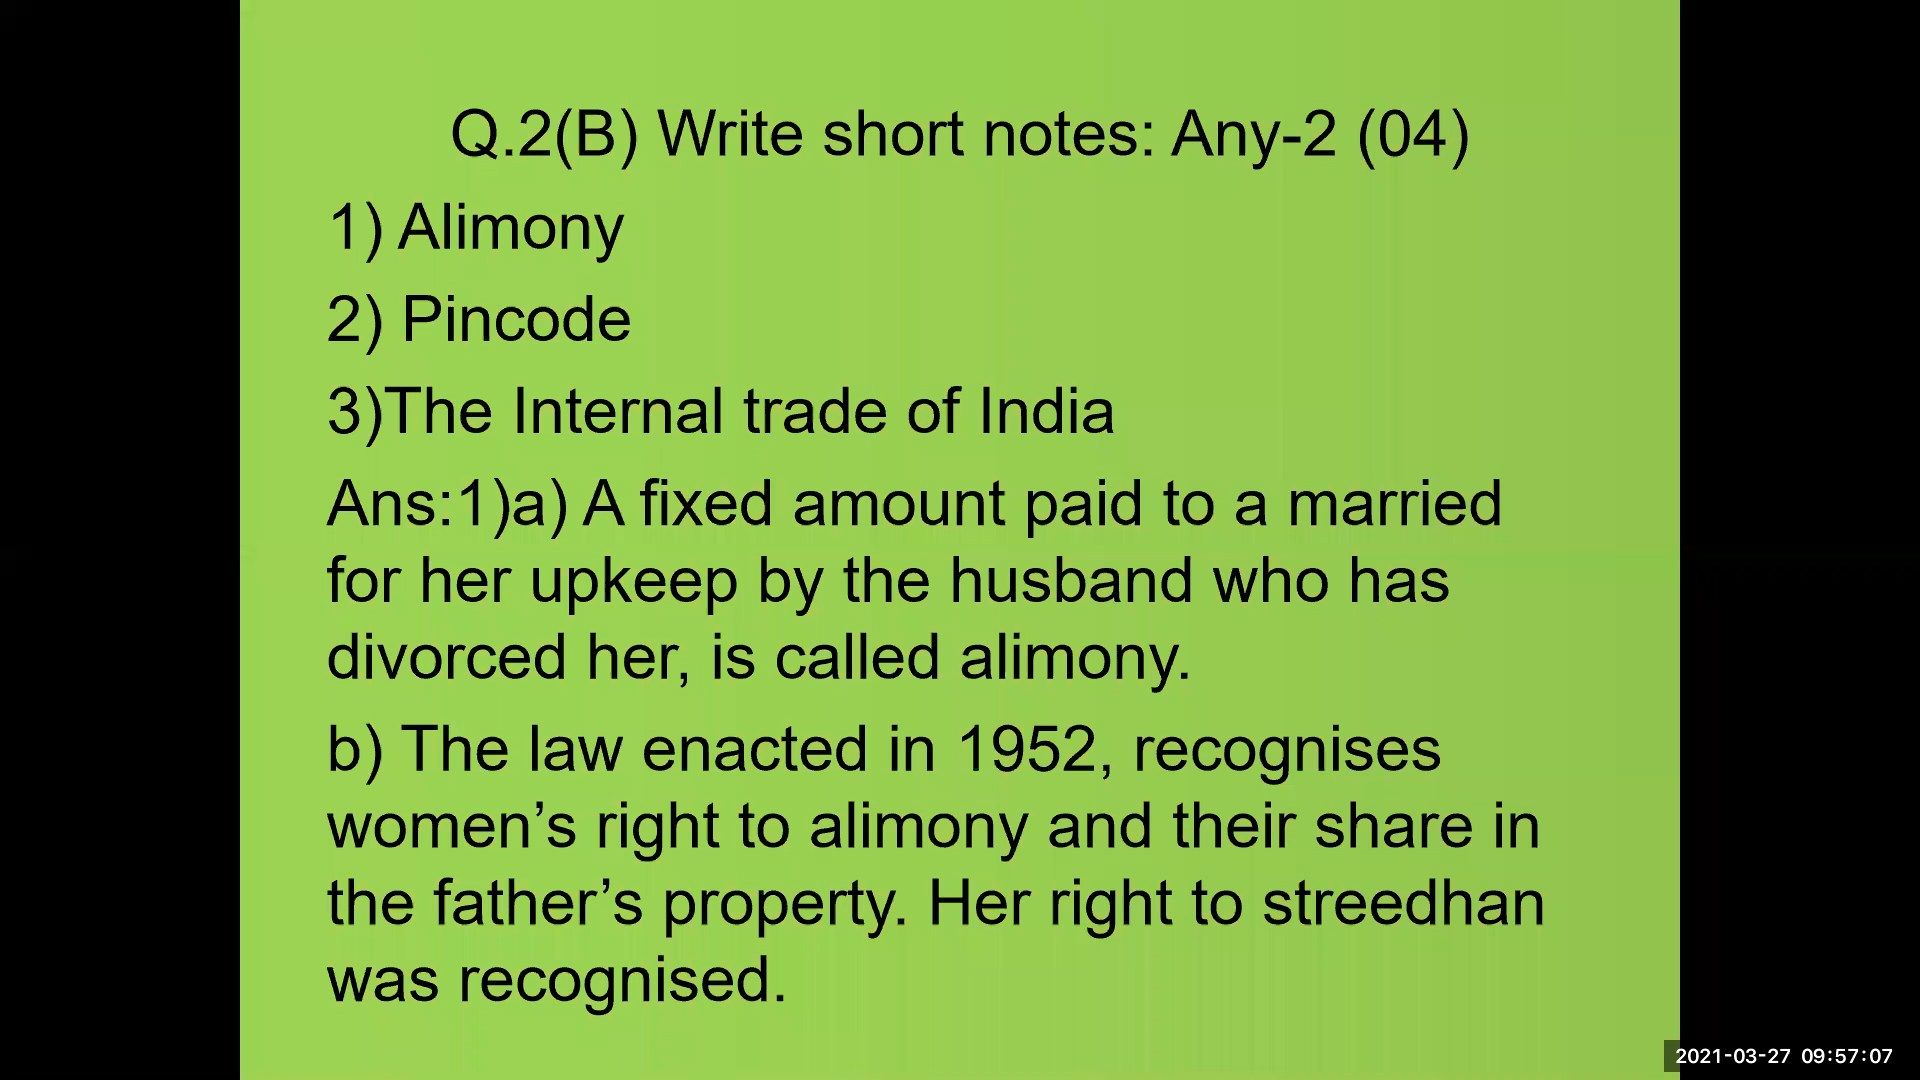 Q.2(B) Write short notes: Any-2 (04)
1) Alimony
2) Pincode
3)The Internal trade of India
Ans:1)a) A fixed amount paid to a married
for her upkeep by the husband who has
divorced her, is called alimony.
b) The law enacted in 1952, recognises
women’s right to alimony and their share in
the father’s property. Her right to streedhan
was recognised.
2021-03-27 09:57:07